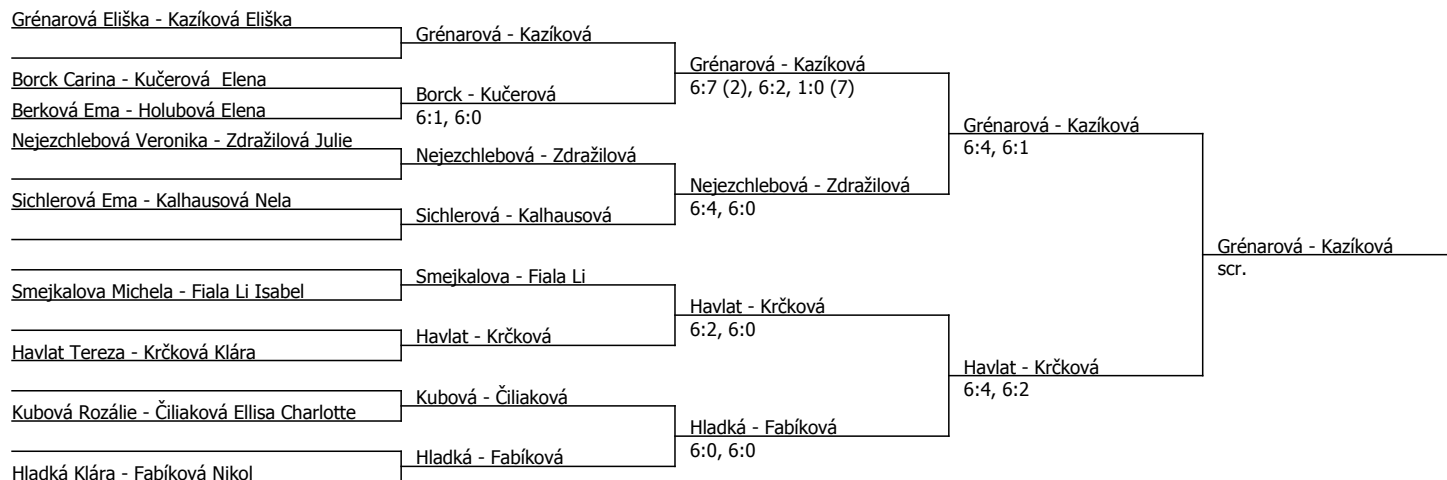 Grénarová Eliška - Kazíková Eliška
Borck Carina - Kučerová  Elena
Berková Ema - Holubová Elena
Nejezchlebová Veronika - Zdražilová Julie
Sichlerová Ema - Kalhausová Nela
Smejkalova Michela - Fiala Li Isabel
Havlat Tereza - Krčková Klára
Kubová Rozálie - Čiliaková Ellisa Charlotte
Hladká Klára - Fabíková Nikol
Grénarová - Kazíková
Borck - Kučerová
6:1, 6:0
Nejezchlebová - Zdražilová
Sichlerová - Kalhausová
Smejkalova - Fiala Li
Havlat - Krčková
Kubová - Čiliaková
Hladká - Fabíková
Grénarová - Kazíková
6:7 (2), 6:2, 1:0 (7)
Nejezchlebová - Zdražilová
6:4, 6:0
Havlat - Krčková
6:2, 6:0
Hladká - Fabíková
6:0, 6:0
Grénarová - Kazíková
6:4, 6:1
Havlat - Krčková
6:4, 6:2
Grénarová - Kazíková
scr.